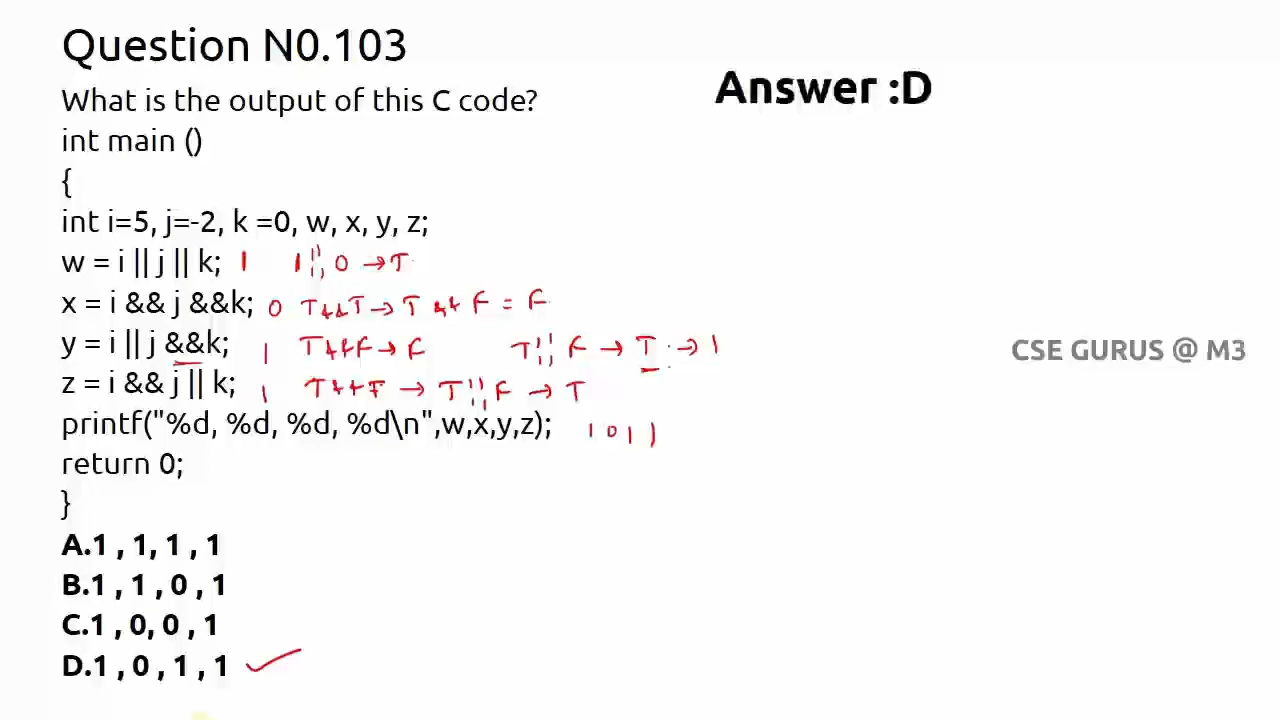 Question N0.103
Answer :D
What is the output of this C code?
int main ()
{
int i=5, j=-2, k =0, w, x, y, z;
w = i || j || k; 1 1 || 0 → T
x = i && j &&k; 0 T&&T → T && F = F
y = i || j &&k; 1 T&&F → F T || F → T → 1
CSE GURUS @ M3
z = i && j || k; 1 T&&T → T || F → T
printf("%d, %d, %d, %d\n",w,x,y,z); 1 0 1 1
return 0;
}
A.1 , 1, 1 , 1
B.1 , 1 , 0 , 1
C.1 , 0, 0 , 1
D.1 , 0 , 1 , 1